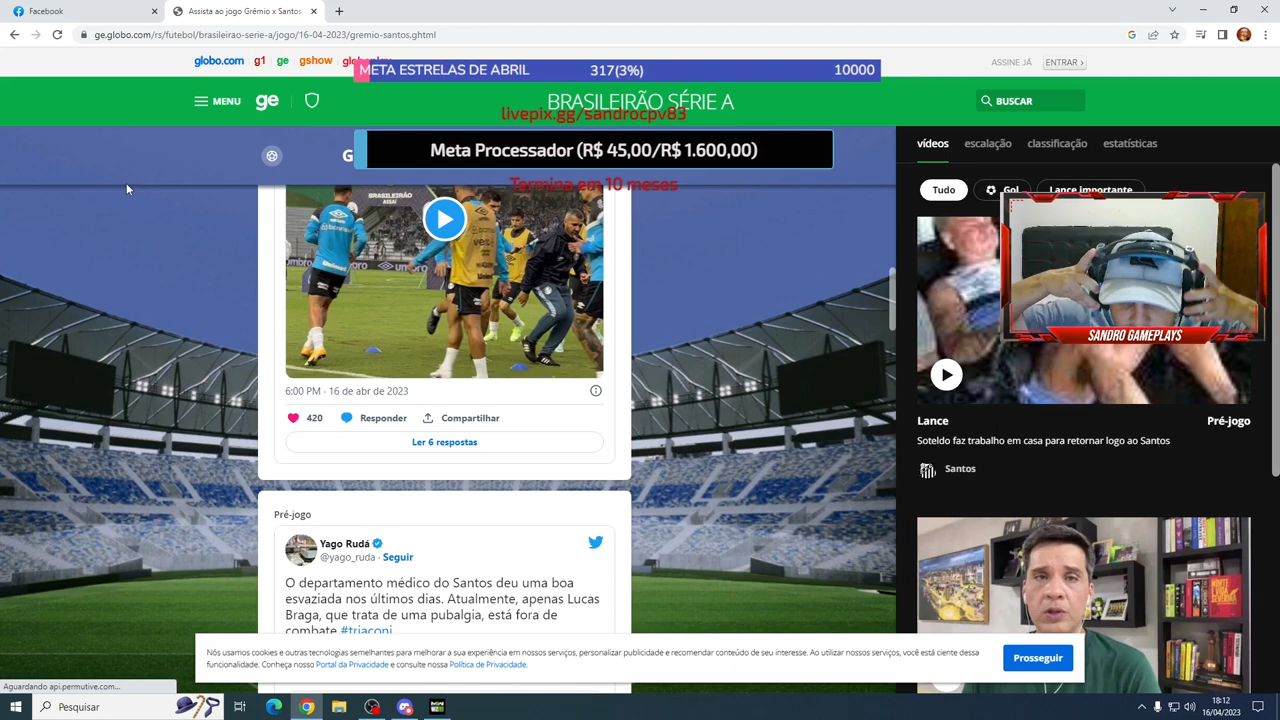 Facebook
Assista ao jogo Grêmio x Santos
ge.globo.com/rs/futebol/brasileirao-serie-a/jogo/16-04-2023/gremio-santos.ghtml
globo.com g1 ge gshow
ASSINE JÁ
ENTRAR
META ESTRELAS DE ABRIL 317(3%) 10000
MENU
ge
BRASILEIRÃO SÉRIE A
BUSCAR
livepix.gg/sandrocpv83
Meta Processador (R$ 45,00/R$ 1.600,00)
Termina em 10 meses
vídeos escalação classificação estatísticas
Tudo Gol Lance importante
BRASILEIRÃO
ASSAÍ
umbro
SANDRO GAMEPLAYS
6:00 PM · 16 de abr de 2023
420 Responder Compartilhar
Ler 6 respostas
Lance Pré-jogo
Soteldo faz trabalho em casa para retornar logo ao Santos
Santos
Pré-jogo
Yago Rudá
@yago_ruda · Seguir
O departamento médico do Santos deu uma boa
esvaziada nos últimos dias. Atualmente, apenas Lucas
Braga, que trata de uma pubalgia, está fora de
combate #triaconj
Nós usamos cookies e outras tecnologias semelhantes para melhorar a sua experiência em nossos serviços, personalizar publicidade e recomendar conteúdo de seu interesse. Ao utilizar nossos serviços, você está ciente dessa
funcionalidade. Conheça nosso Portal da Privacidade e consulte nossa Política de Privacidade.
Prosseguir
Aguardando api.permutive.com...
Pesquisar
18:12
16/04/2023